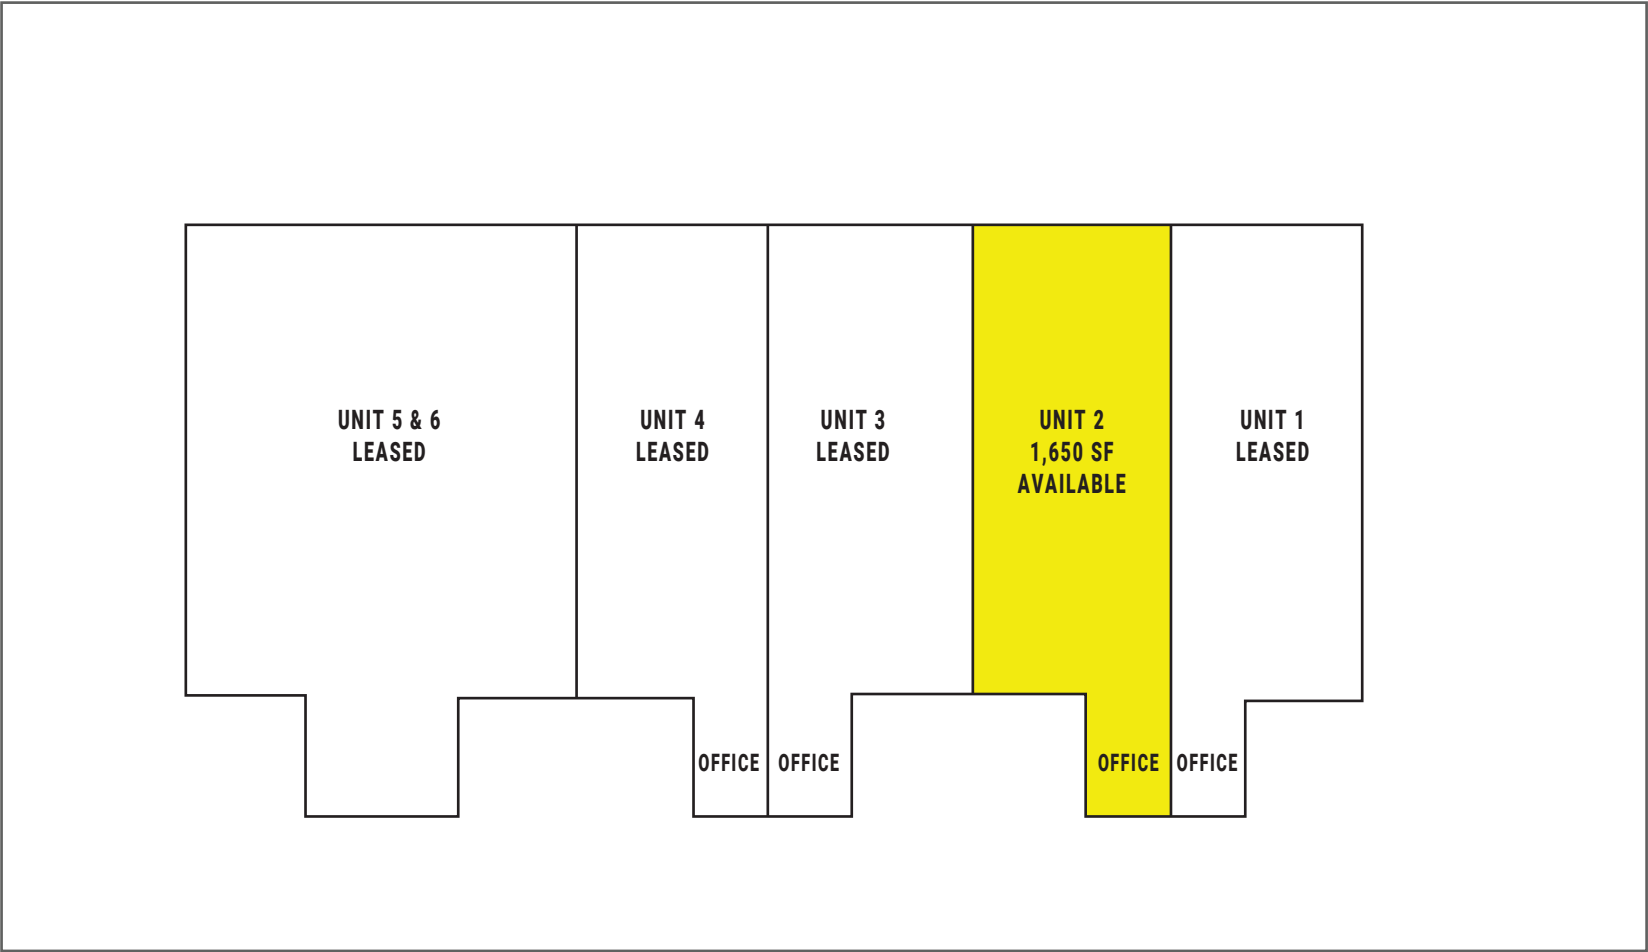 UNIT 5 & 6
LEASED
UNIT 4
LEASED
UNIT 3
LEASED
UNIT 2
1,650 SF
AVAILABLE
UNIT 1
LEASED
OFFICE
OFFICE
OFFICE
OFFICE